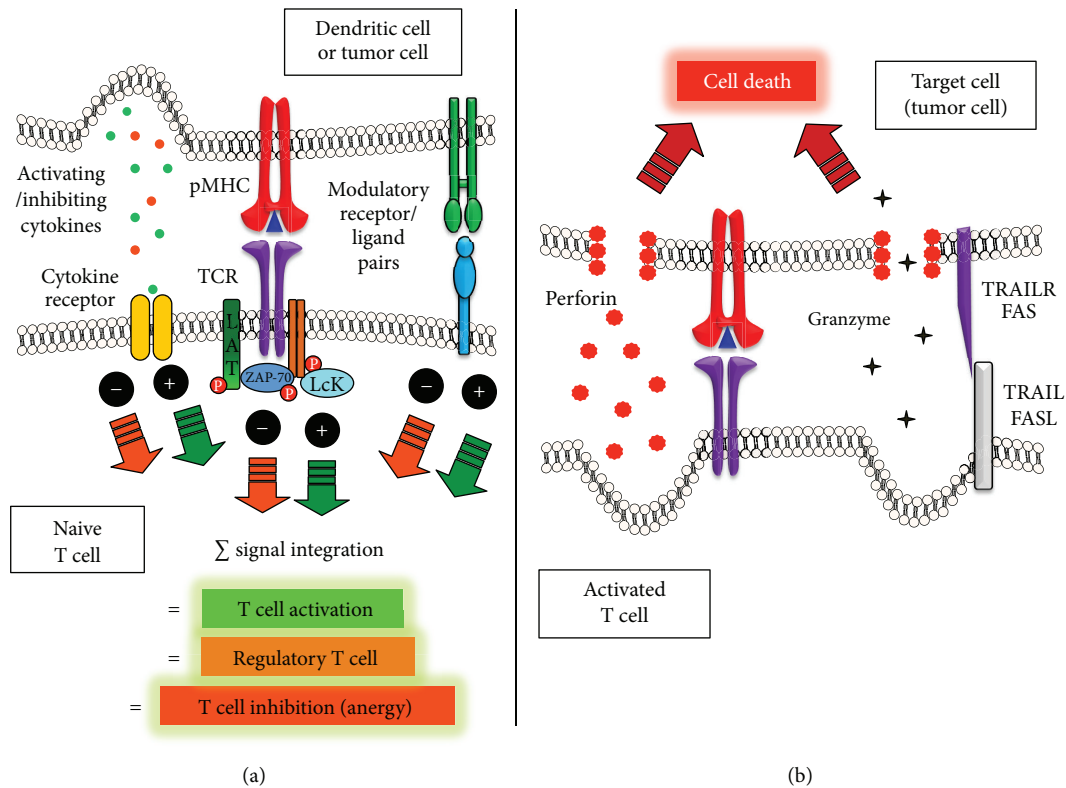 Dendritic cell
or tumor cell
Activating
/inhibiting
cytokines
pMHC
Modulatory
receptor/
ligand
pairs
TCR
Cytokine
receptor
LAT
ZAP-70
P
P
P
LcK
−
+
−
+
−
+
Naive
T cell
∑ signal integration
= T cell activation
= Regulatory T cell
= T cell inhibition (anergy)
(a)
Cell death
Target cell
(tumor cell)
Perforin
Granzyme
TRAILR
FAS
TRAIL
FASL
Activated
T cell
(b)